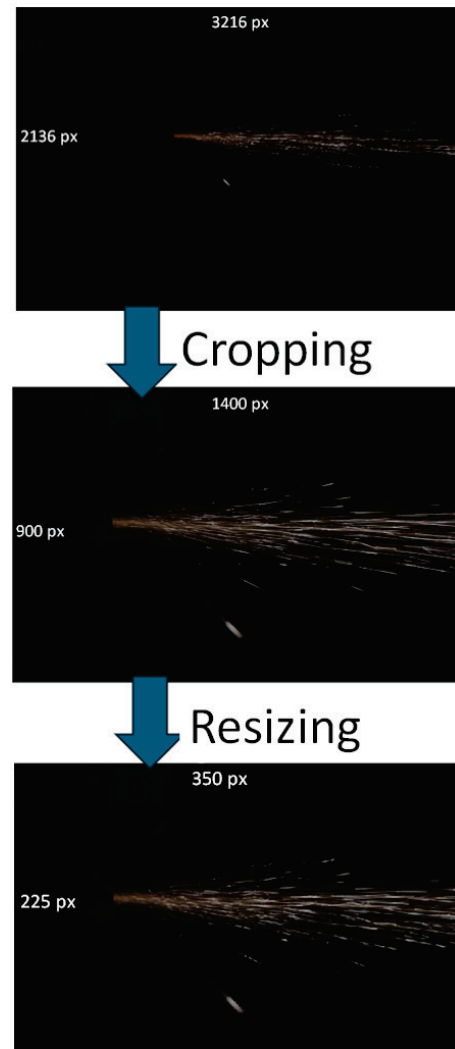 3216 px
2136 px
Cropping
1400 px
900 px
Resizing
350 px
225 px